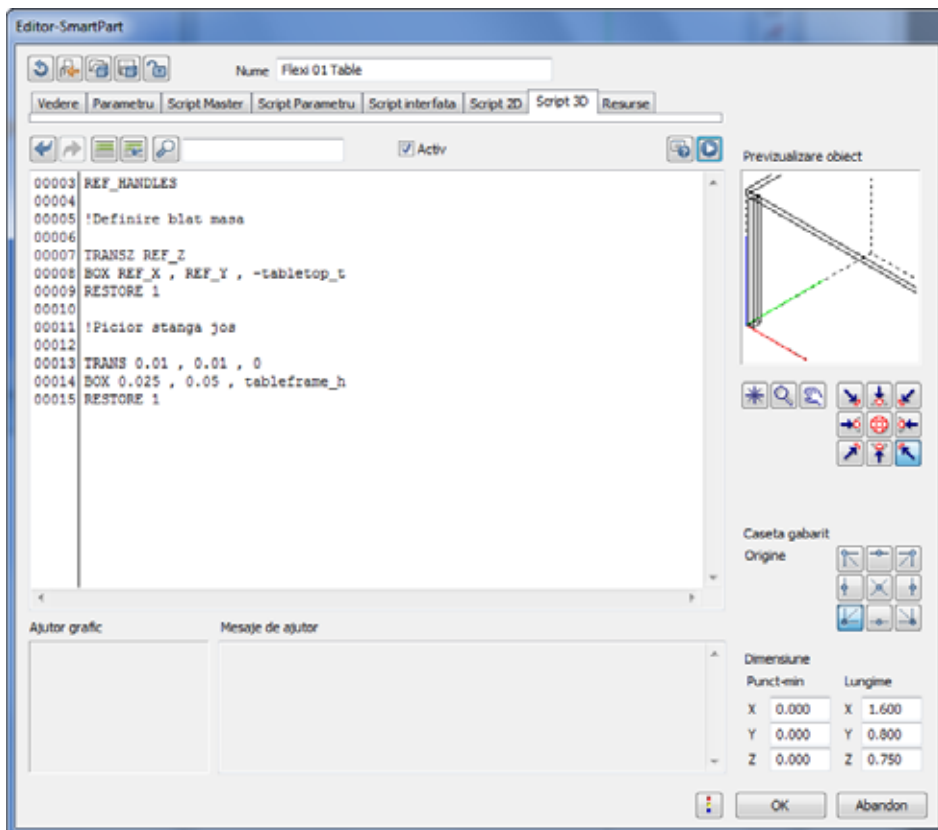 Editor-SmartPart
Nume Flexi 01 Table
Vedere Parametru Script Master Script Parametru Script interfata Script 2D Script 3D Resurse
Activ
Previzualizare obiect
00003 REF_HANDLES
00004
00005 !Definire blat masa
00006
00007 TRANSZ REF_Z
00008 BOX REF_X , REF_Y , -tabletop_t
00009 RESTORE 1
00010
00011 !Picior stanga jos
00012
00013 TRANS 0.01 , 0.01 , 0
00014 BOX 0.025 , 0.05 , tableframe_h
00015 RESTORE 1
Caseta gabarit
Origine
Ajutor grafic Mesaje de ajutor
Dimensiune
Punct-min Lungime
X 0.000 X 1.600
Y 0.000 Y 0.800
Z 0.000 Z 0.750
OK Abandon